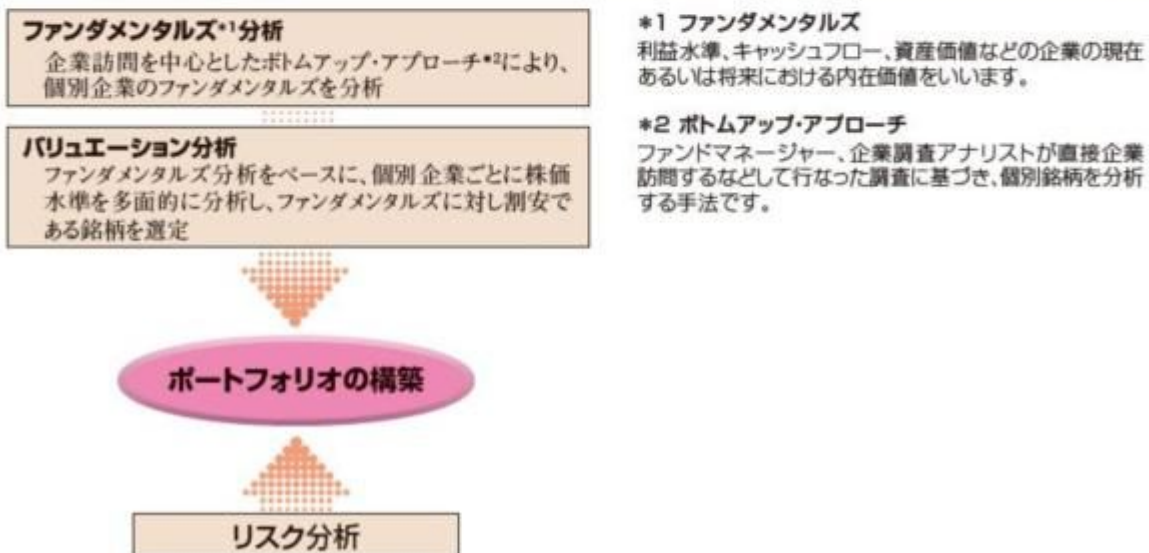 ファンダメンタルズ*1分析
企業訪問を中心としたボトムアップ・アプローチ*2により、
個別企業のファンダメンタルズを分析
バリュエーション分析
ファンダメンタルズ分析をベースに、個別企業ごとに株価
水準を多面的に分析し、ファンダメンタルズに対し割安で
ある銘柄を選定
ポートフォリオの構築
リスク分析
*1 ファンダメンタルズ
利益水準、キャッシュフロー、資産価値などの企業の現在
あるいは将来における内在価値をいいます。
*2 ボトムアップ・アプローチ
ファンドマネージャー、企業調査アナリストが直接企業
訪問するなどして行なった調査に基づき、個別銘柄を分析
する手法です。